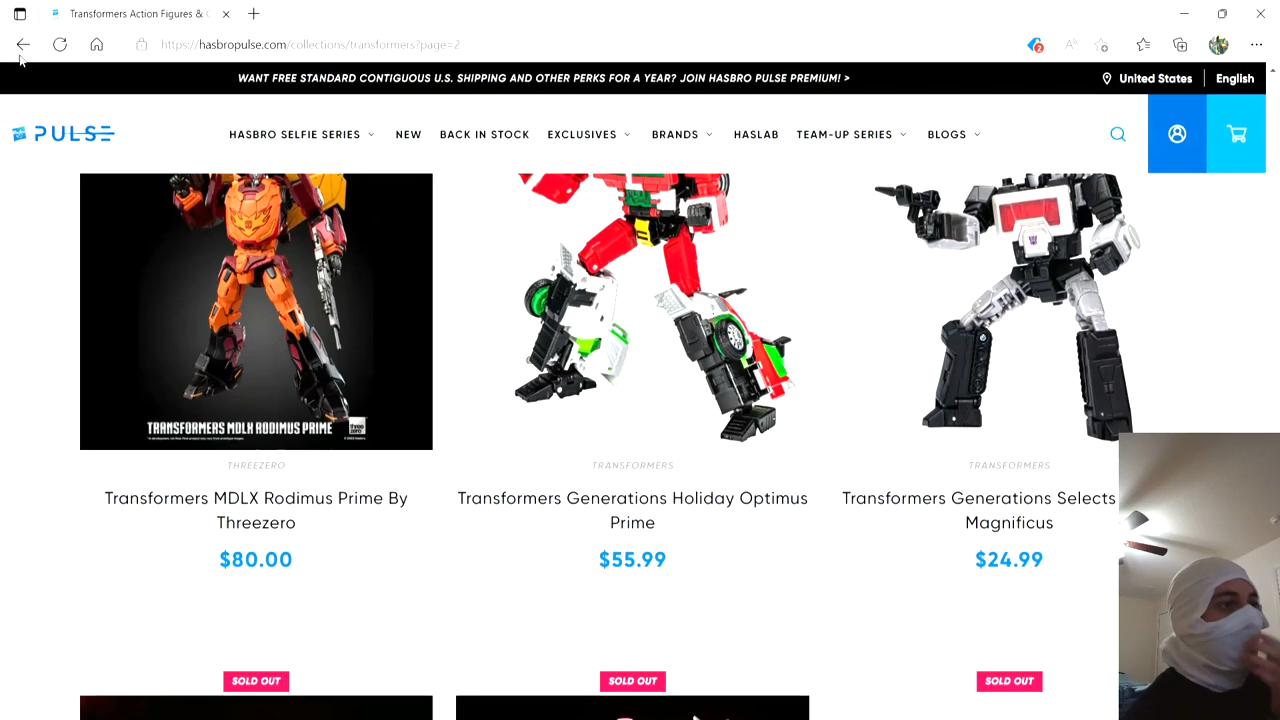 Transformers Action Figures &
https://hasbropulse.com/collections/transformers?page=2
2
WANT FREE STANDARD CONTIGUOUS U.S. SHIPPING AND OTHER PERKS FOR A YEAR? JOIN HASBRO PULSE PREMIUM! >
United States
English
PULSE
HASBRO SELFIE SERIES
NEW
BACK IN STOCK
EXCLUSIVES
BRANDS
HASLAB
TEAM-UP SERIES
BLOGS
TRANSFORMERS MDLX RODIMUS PRIME
three
zero
THREEZERO
Transformers MDLX Rodimus Prime By
Threezero
$80.00
TRANSFORMERS
Transformers Generations Holiday Optimus
Prime
$55.99
TRANSFORMERS
Transformers Generations Selects
Magnificus
$24.99
SOLD OUT
SOLD OUT
SOLD OUT